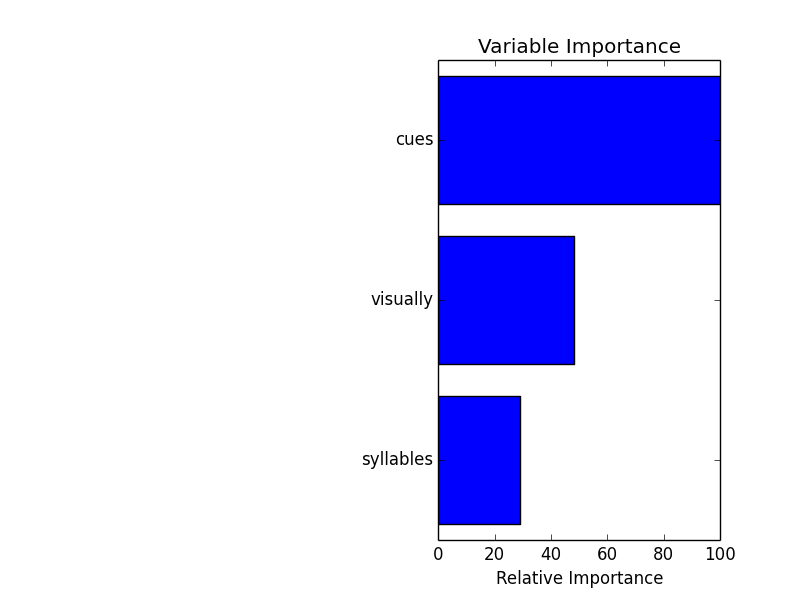 Variable Importance
cues
visually
syllables
0 20 40 60 80 100
Relative Importance